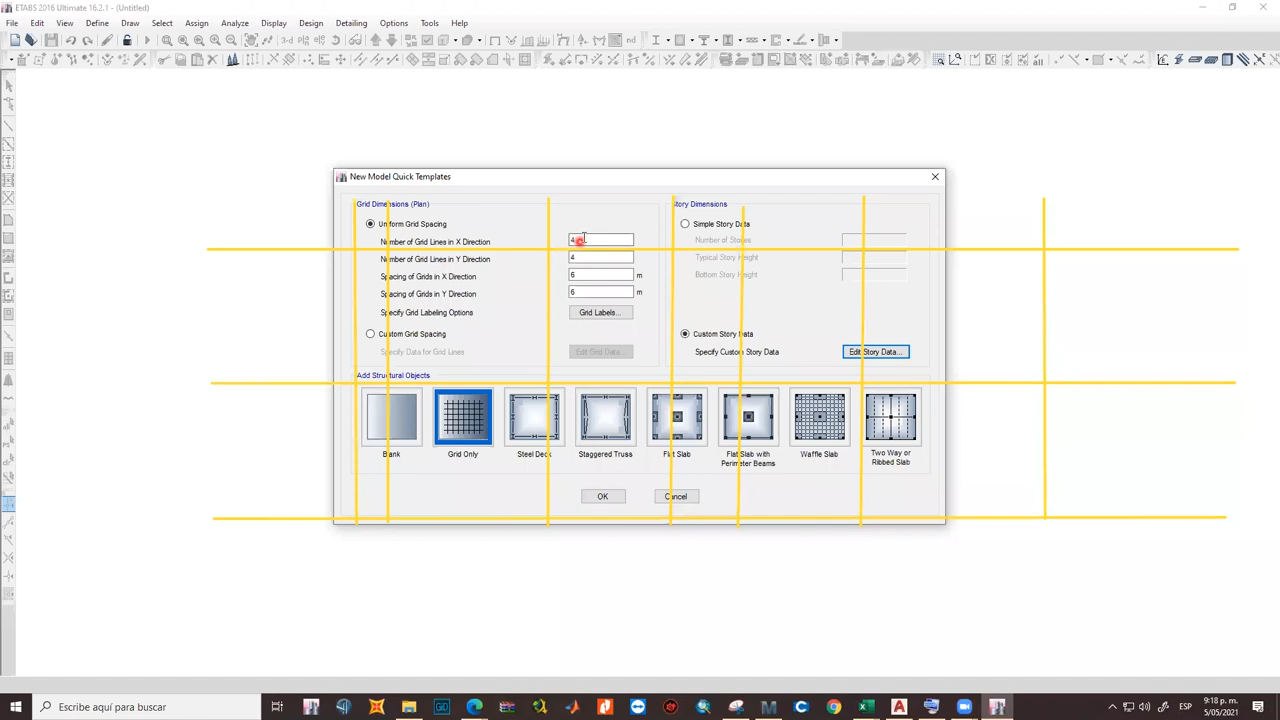 ETABS 2016 Ultimate 16.2.1 - (Untitled)
File Edit View Define Draw Select Assign Analyze Display Design Detailing Options Tools Help
New Model Quick Templates
Grid Dimensions (Plan)
Uniform Grid Spacing
Number of Grid Lines in X Direction 4
Number of Grid Lines in Y Direction 4
Spacing of Grids in X Direction 6 m
Spacing of Grids in Y Direction 6 m
Specify Grid Labeling Options Grid Labels...
Custom Grid Spacing
Specify Data for Grid Lines Edit Grid Data...
Story Dimensions
Simple Story Data
Number of Stories
Typical Story Height
Bottom Story Height
Custom Story Data
Specify Custom Story Data Edit Story Data...
Add Structural Objects
Blank
Grid Only
Steel Deck
Staggered Truss
Flat Slab
Flat Slab with
Perimeter Beams
Waffle Slab
Two Way or
Ribbed Slab
OK Cancel
Escribe aquí para buscar
ESP
9:18 p. m.
5/05/2021